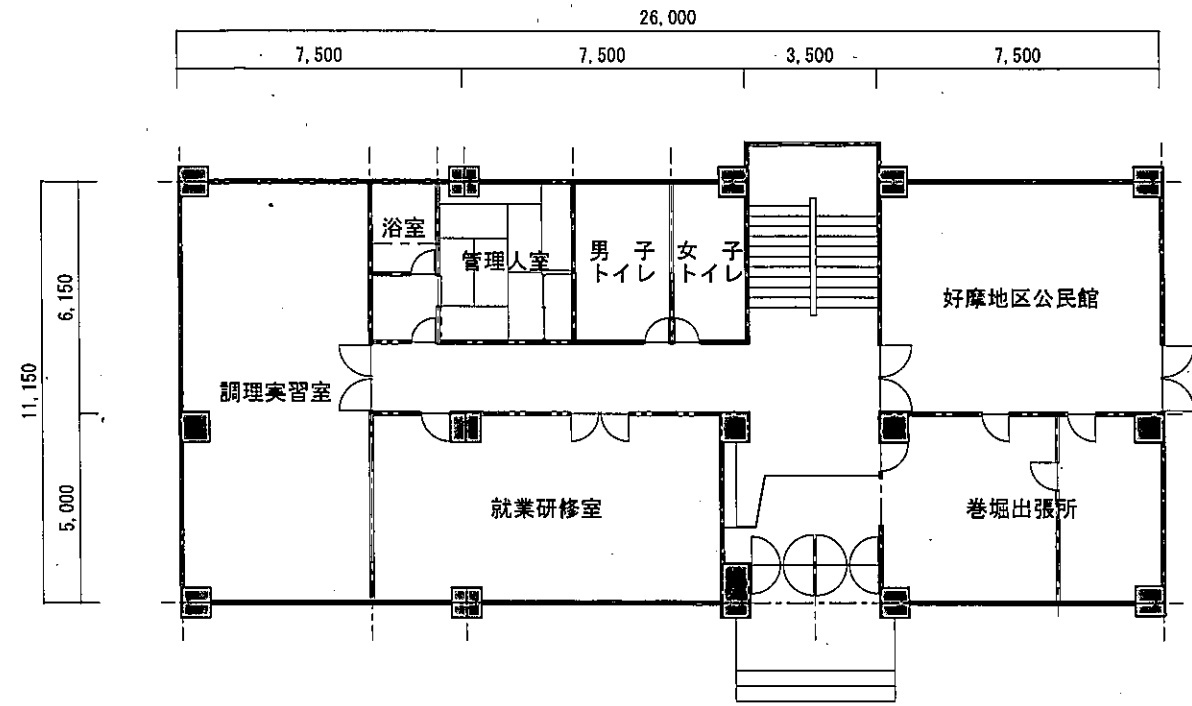 26,000
7,500
7,500
3,500
7,500
11,150
6,150
5,000
浴室
管理人室
男子
トイレ
女子
トイレ
好摩地区公民館
調理実習室
就業研修室
巻堀出張所